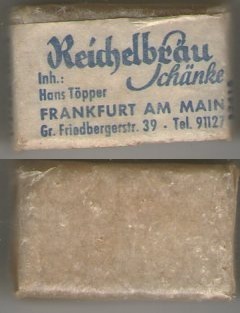 Reichelbräu
Schänke
Inh.:
Hans Töpper
FRANKFURT AM MAIN
Gr. Friedbergerstr. 39 - Tel. 91127